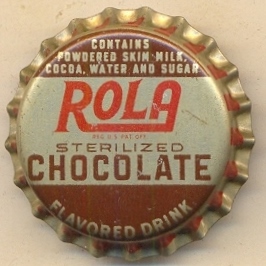 CONTAINS
POWDERED SKIM-MILK,
COCOA, WATER AND SUGAR
ROLA
REG. U.S. PAT. OFF.
STERILIZED
CHOCOLATE
FLAVORED DRINK